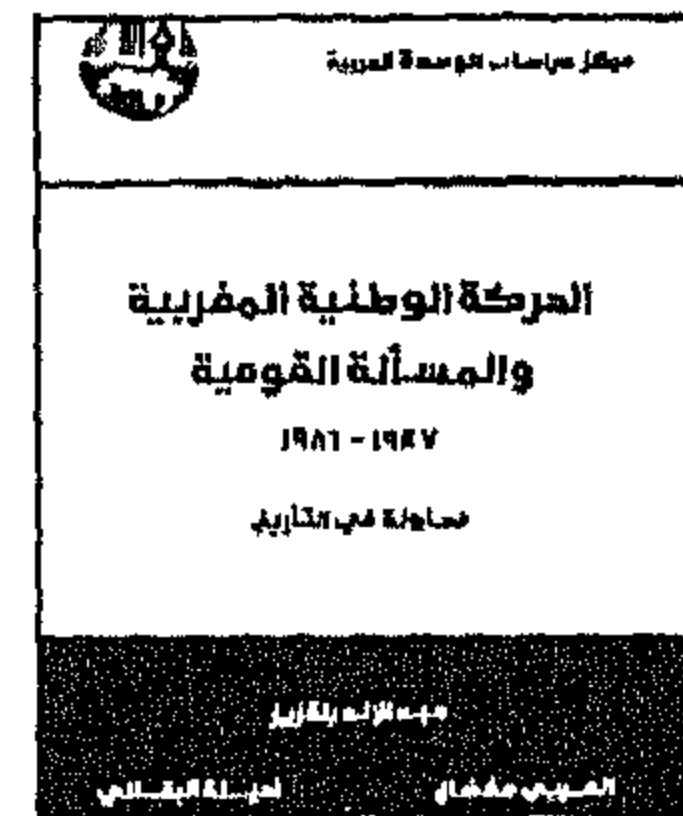 مركز دراسات الوحدة العربية
الحركة الوطنية المغربية
والمسألة القومية
١٩٤٧ - ١٩٨٦
محاولة في التأريخ
عبد الإله بلقزيز
العربي مفضال
أمينة البقالي